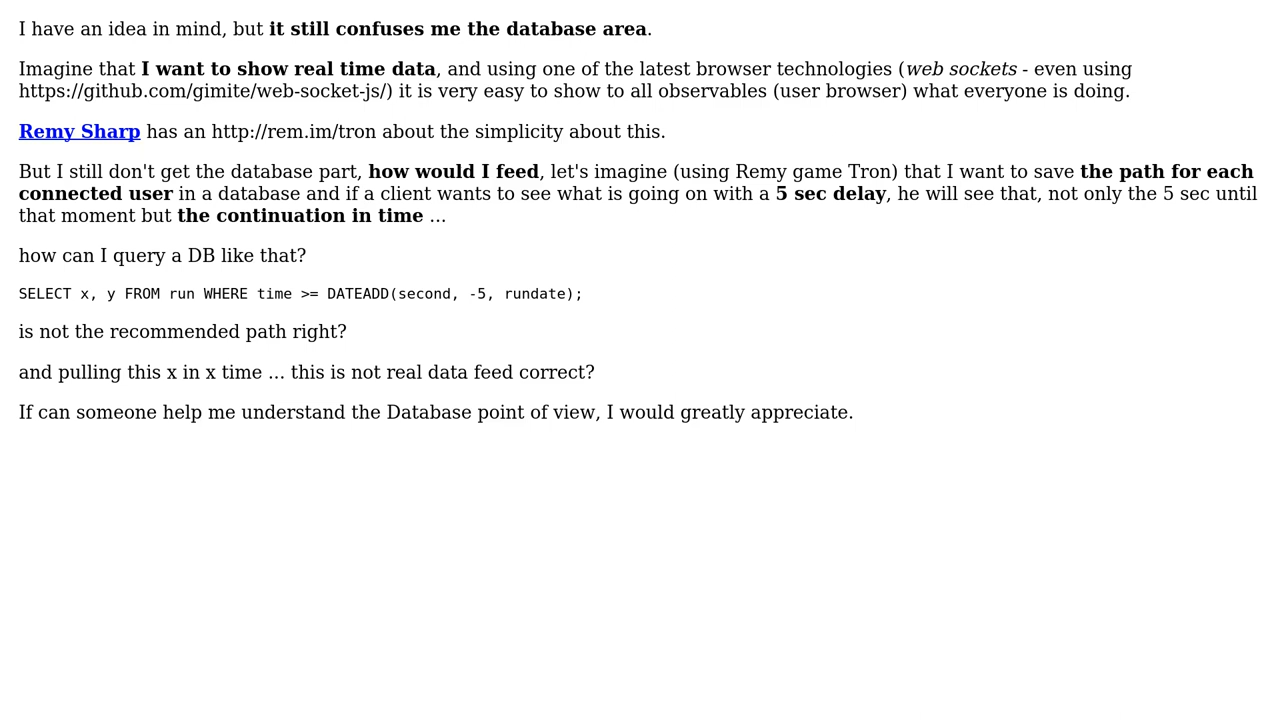 I have an idea in mind, but it still confuses me the database area.
Imagine that I want to show real time data, and using one of the latest browser technologies (web sockets - even using
https://github.com/gimite/web-socket-js/) it is very easy to show to all observables (user browser) what everyone is doing.
Remy Sharp has an http://rem.im/tron about the simplicity about this.
But I still don't get the database part, how would I feed, let's imagine (using Remy game Tron) that I want to save the path for each
connected user in a database and if a client wants to see what is going on with a 5 sec delay, he will see that, not only the 5 sec until
that moment but the continuation in time ...
how can I query a DB like that?
SELECT x, y FROM run WHERE time >= DATEADD(second, -5, rundate);
is not the recommended path right?
and pulling this x in x time ... this is not real data feed correct?
If can someone help me understand the Database point of view, I would greatly appreciate.